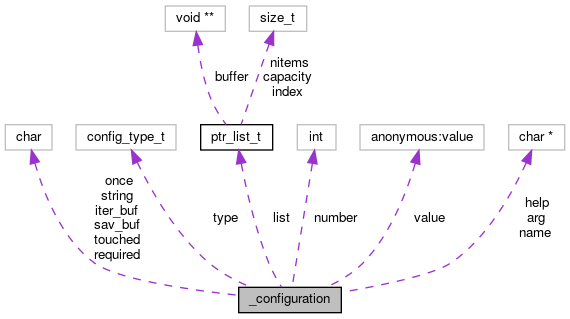 void **
size_t
buffer
nitems
capacity
index
char
config_type_t
ptr_list_t
int
anonymous:value
char *
once
string
iter_buf
sav_buf
touched
required
type
list
number
value
help
arg
name
_configuration